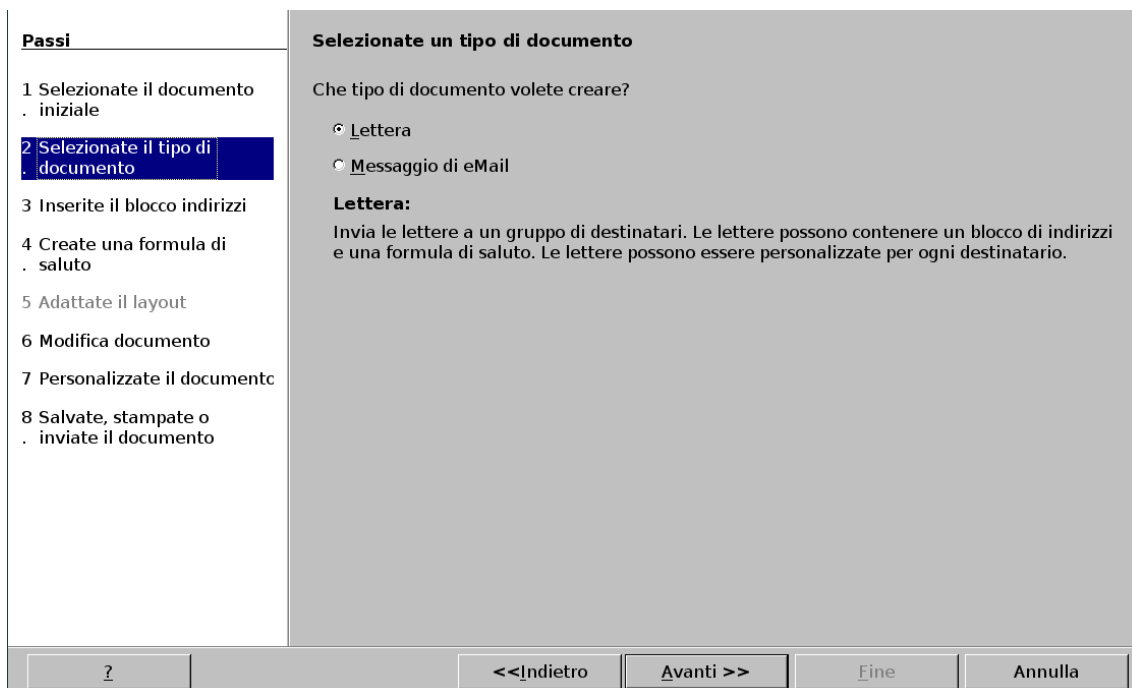 Passi
1 Selezionate il documento
. iniziale
2 Selezionate il tipo di
. documento
3 Inserite il blocco indirizzi
4 Create una formula di
. saluto
5 Adattate il layout
6 Modifica documento
7 Personalizzate il documento
8 Salvate, stampate o
. inviate il documento
Selezionate un tipo di documento
Che tipo di documento volete creare?
Lettera
Messaggio di eMail
Lettera:
Invia le lettere a un gruppo di destinatari. Le lettere possono contenere un blocco di indirizzi
e una formula di saluto. Le lettere possono essere personalizzate per ogni destinatario.
?
<<Indietro
Avanti >>
Fine
Annulla